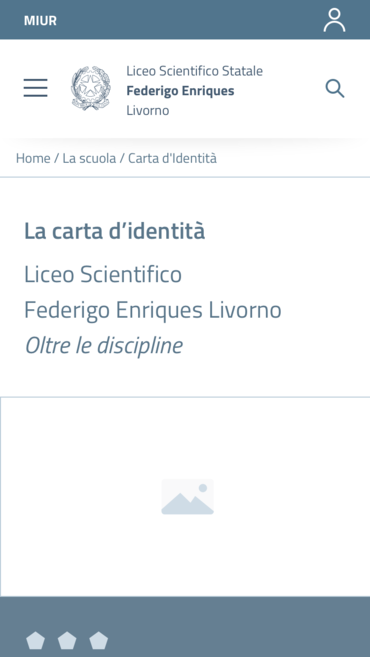 MIUR
Liceo Scientifico Statale
Federigo Enriques
Livorno
Home / La scuola / Carta d'Identità
La carta d’identità
Liceo Scientifico
Federigo Enriques Livorno
Oltre le discipline